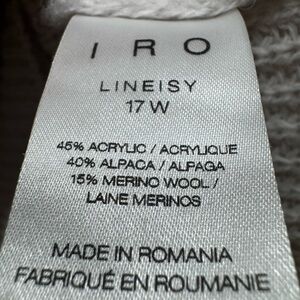 IRO
LINEISY
17W
45% ACRYLIC / ACRYLIQUE
40% ALPACA / ALPAGA
15% MERINO WOOL /
LAINE MERINOS
MADE IN ROMANIA
FABRIQUÉ EN ROUMANIE